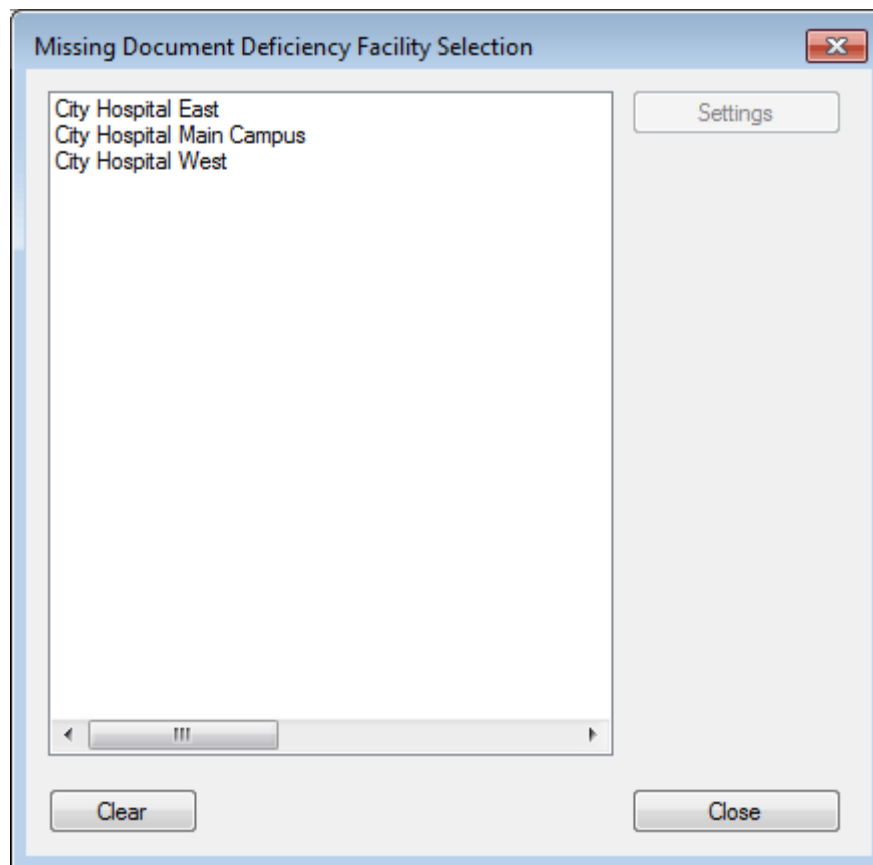 Missing Document Deficiency Facility Selection
City Hospital East
City Hospital Main Campus
City Hospital West
Settings
Clear
Close